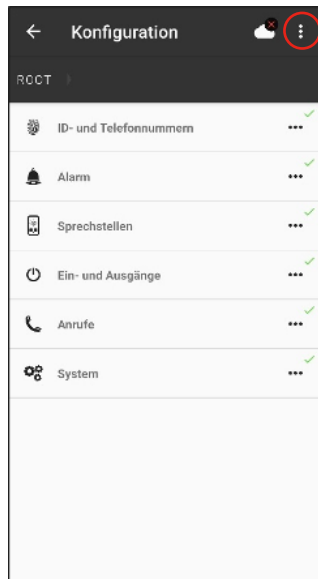 Konfiguration
ROOT
ID- und Telefonnummern
Alarm
Sprechstellen
Ein- und Ausgänge
Anrufe
System